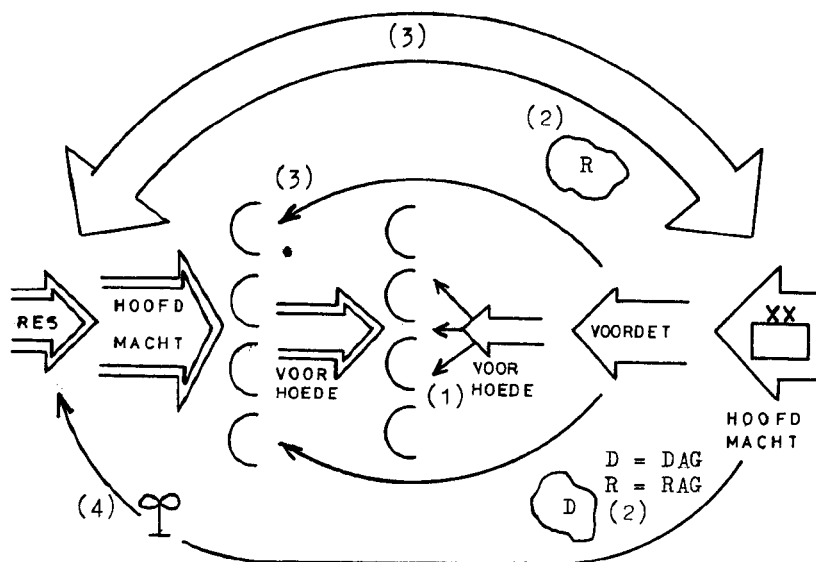 (3)
(2)
R
(3)
RES
HOOFD
MACHT
VOOR
HOEDE
(1)
VOOR
HOEDE
VOORDET
XX
HOOFD
MACHT
D = DAG
R = RAG
D
(2)
(4)